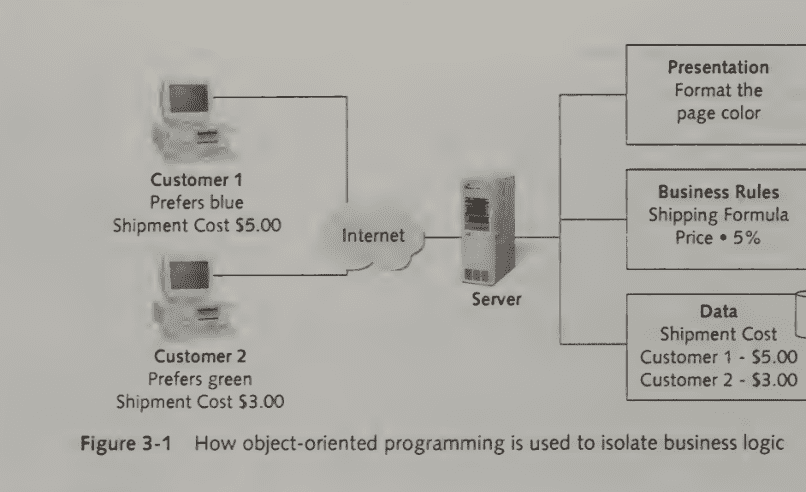 Customer 1
Prefers blue
Shipment Cost $5.00
Customer 2
Prefers green
Shipment Cost $3.00
Internet
Server
Presentation
Format the
page color
Business Rules
Shipping Formula
Price • 5%
Data
Shipment Cost
Customer 1 - $5.00
Customer 2 - $3.00
Figure 3-1 How object-oriented programming is used to isolate business logic